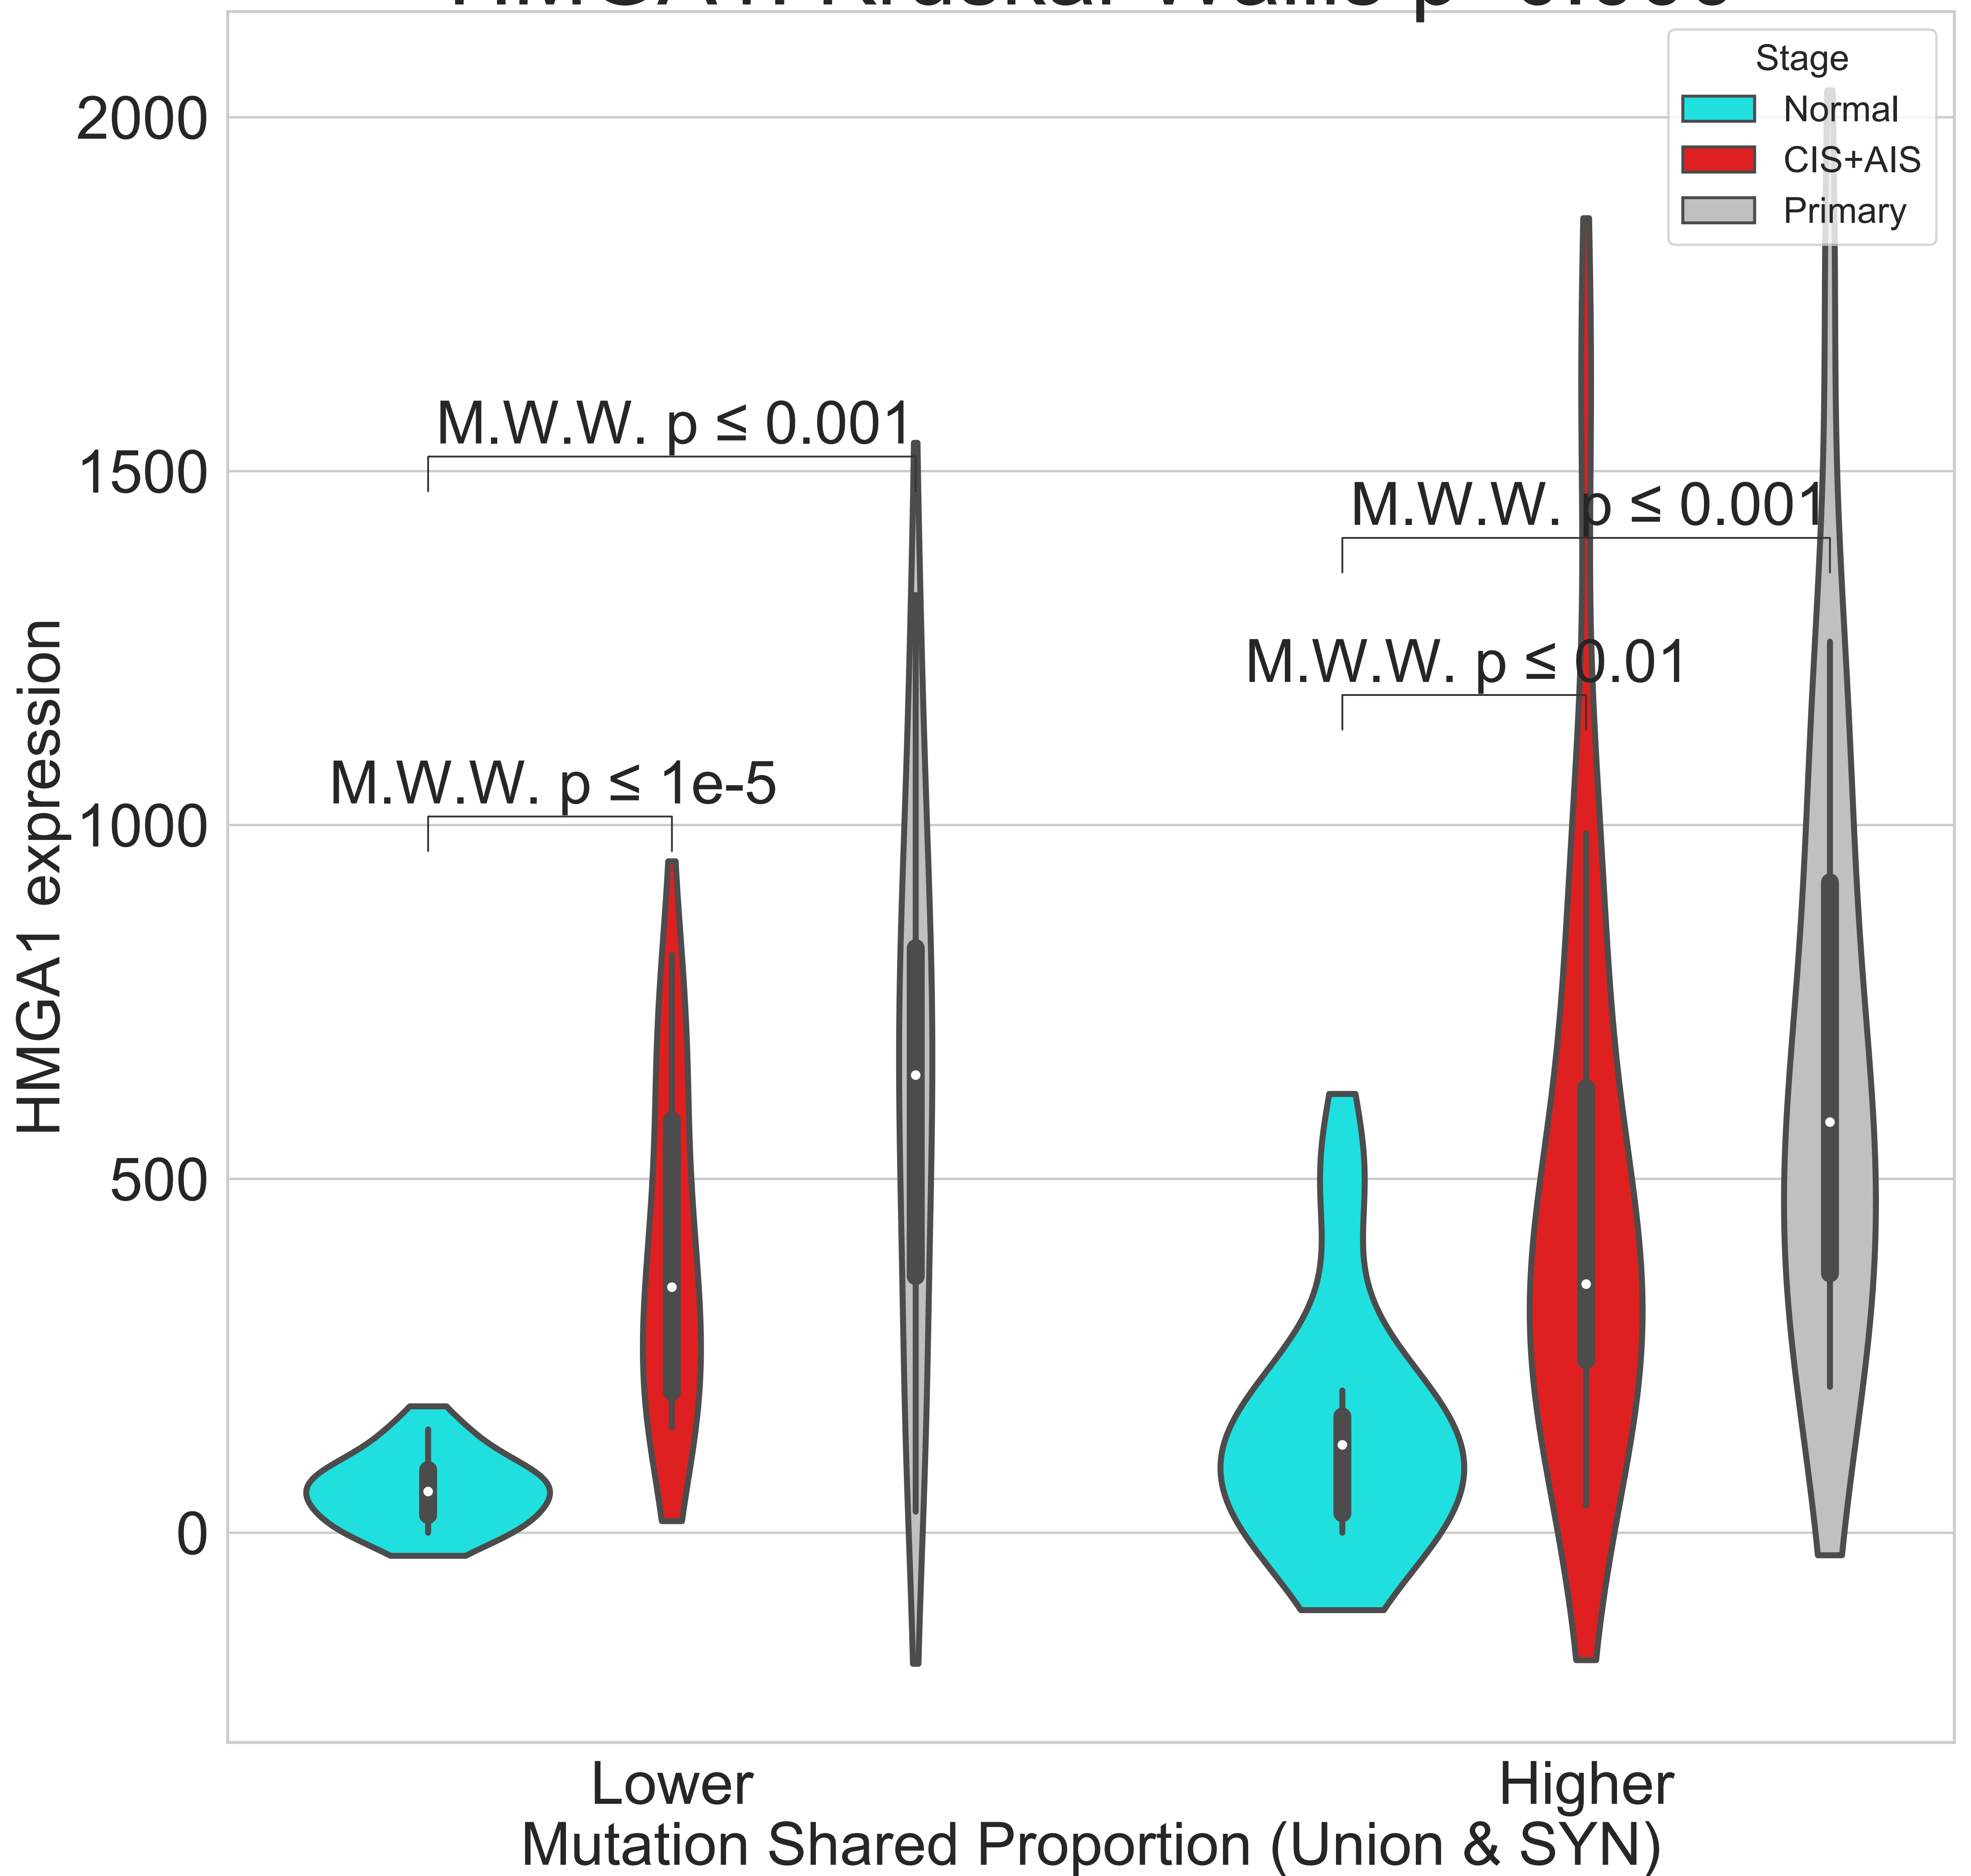 Stage
Normal
CIS+AIS
Primary
2000
1500
1000
500
0
HMGA1 expression
M.W.W. p ≤ 0.001
M.W.W. p ≤ 1e-5
M.W.W. p ≤ 0.001
M.W.W. p ≤ 0.01
Lower
Higher
Mutation Shared Proportion (Union & SYN)